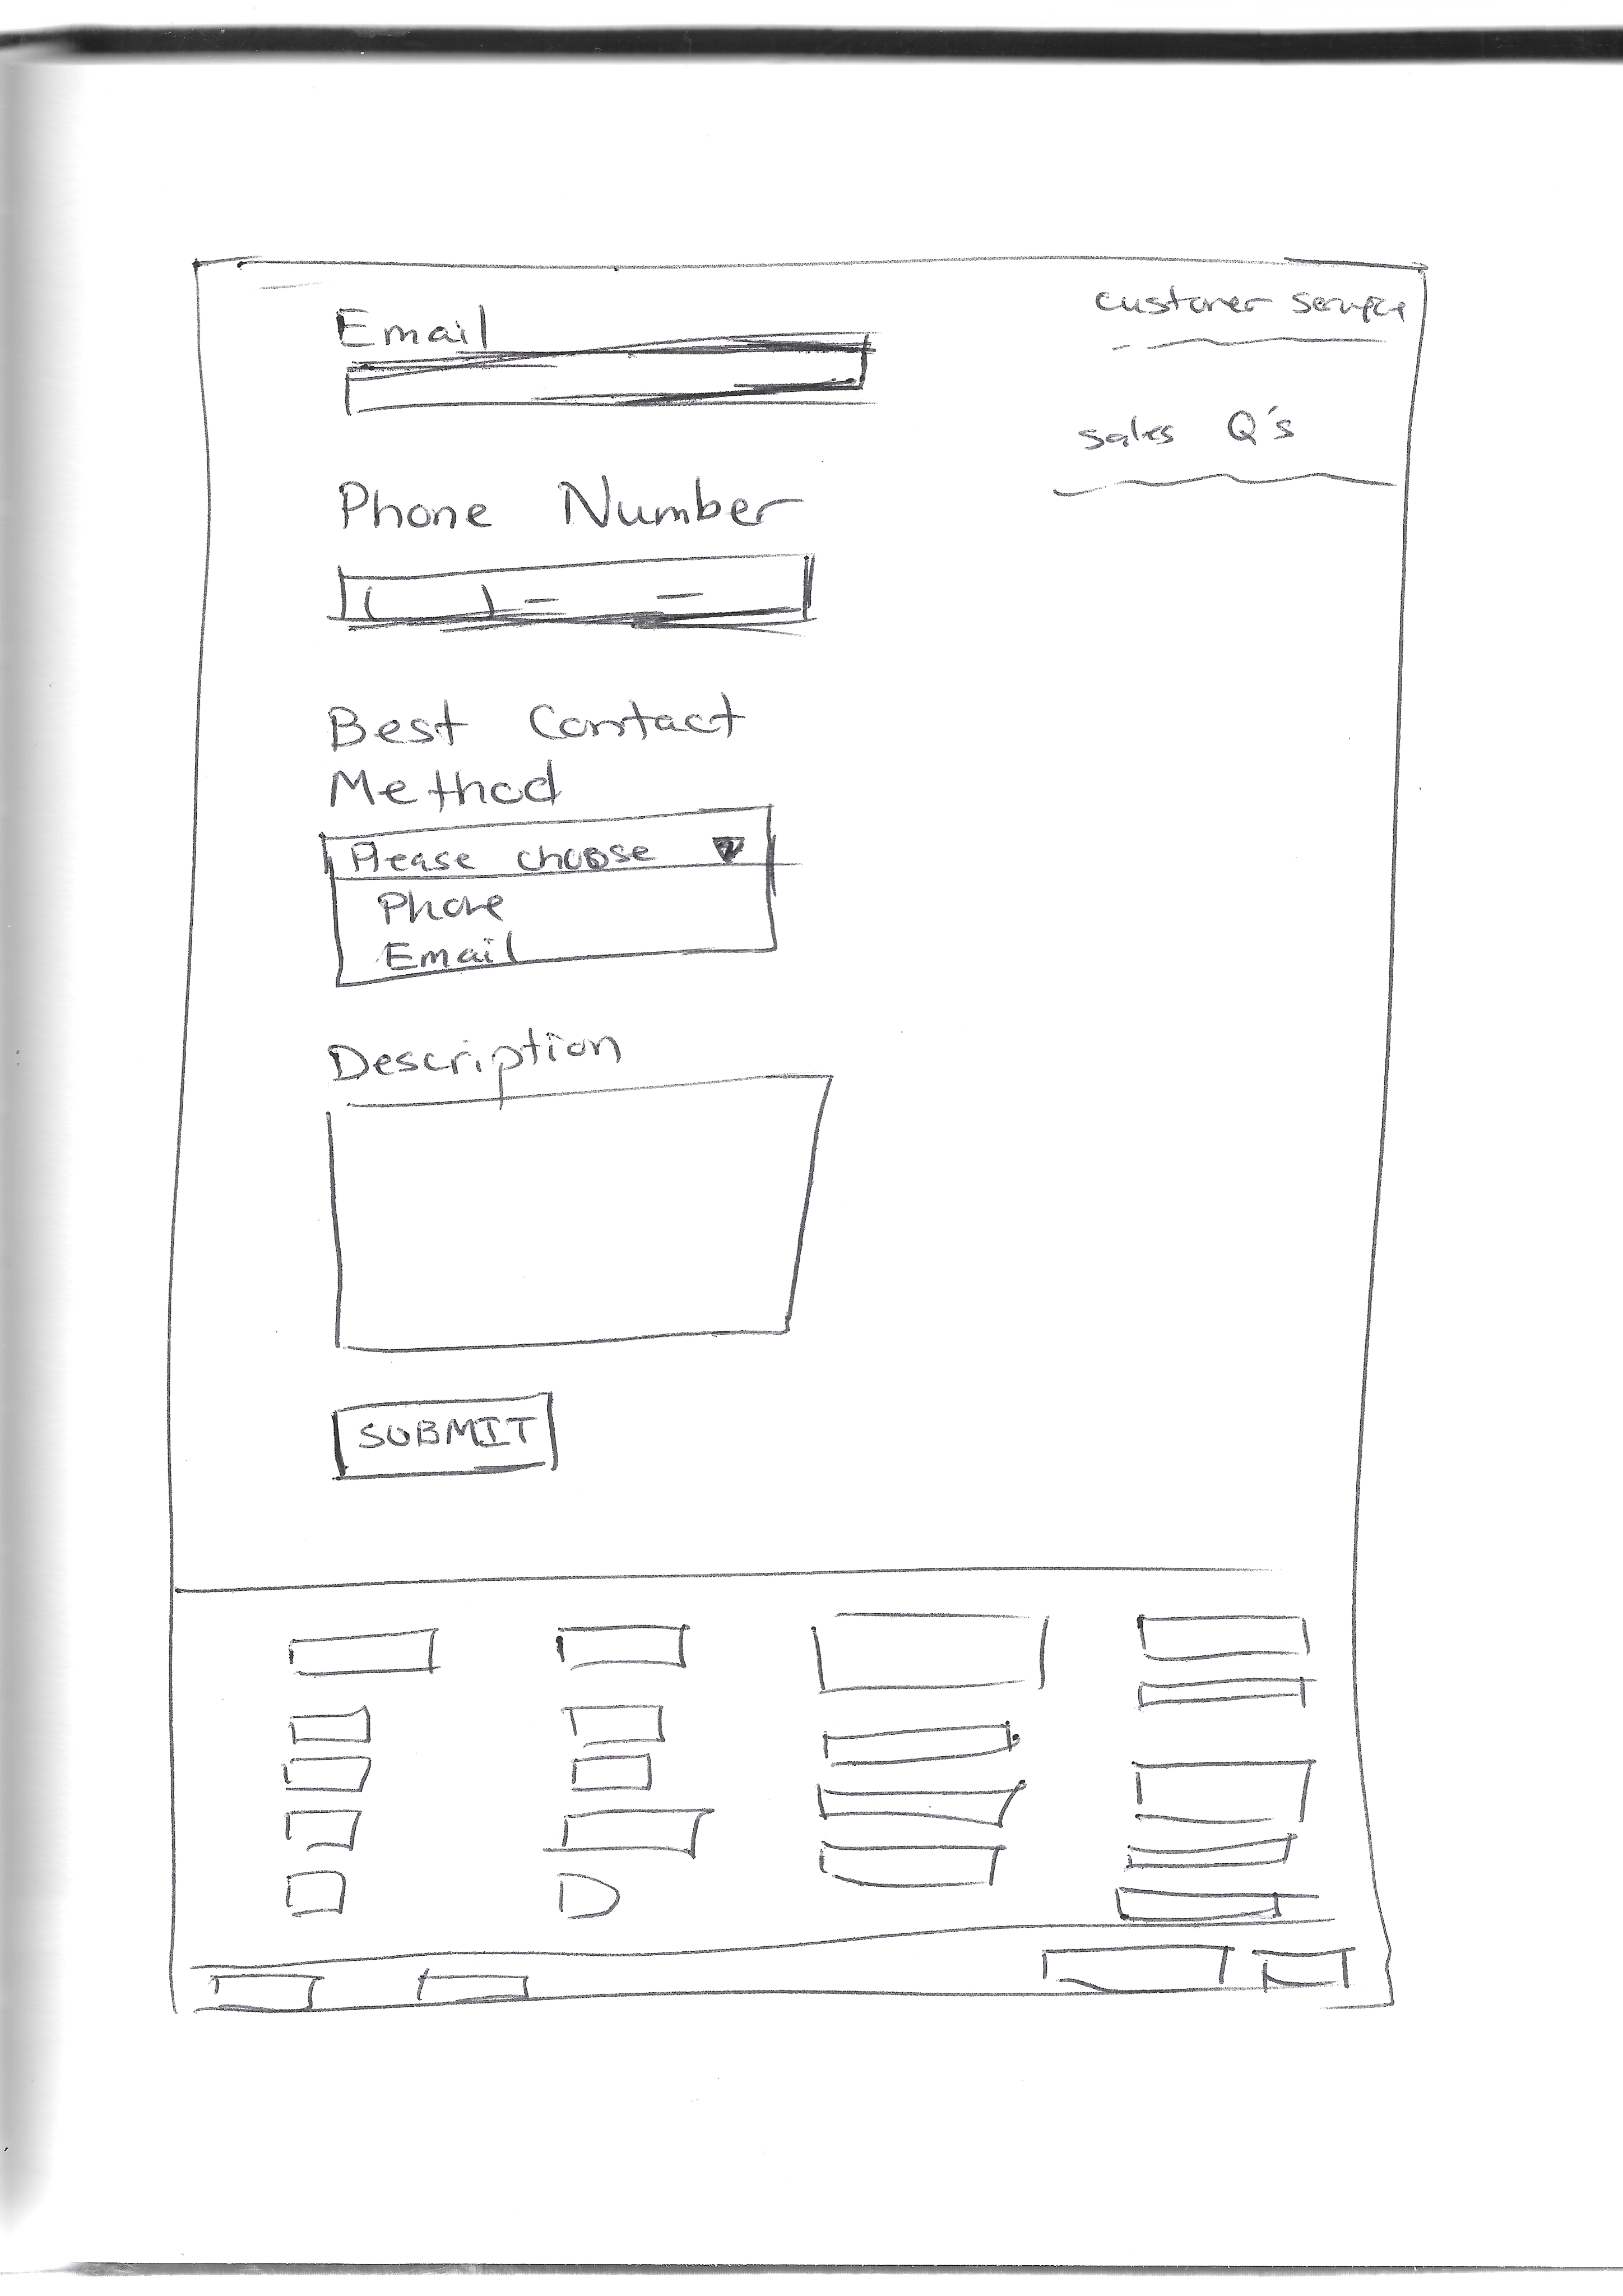 Email
customer service
sales Q's
Phone Number
( ) - -
Best Contact
Method
Please choose
Phone
Email
Description
SUBMIT